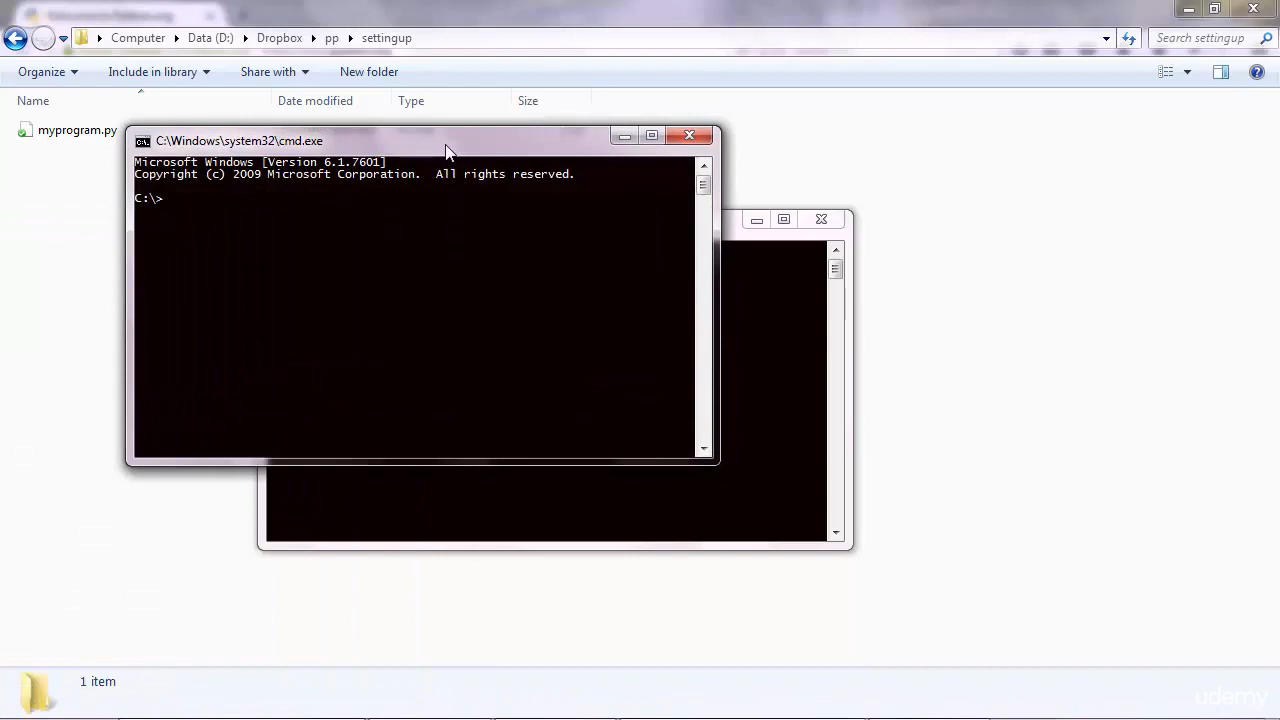 Computer Data (D:) Dropbox pp settingup Search settingup
Organize Include in library Share with New folder
Name Date modified Type Size
myprogram.py
C:\Windows\system32\cmd.exe
Microsoft Windows [Version 6.1.7601]
Copyright (c) 2009 Microsoft Corporation. All rights reserved.
C:\>
1 item
udemy